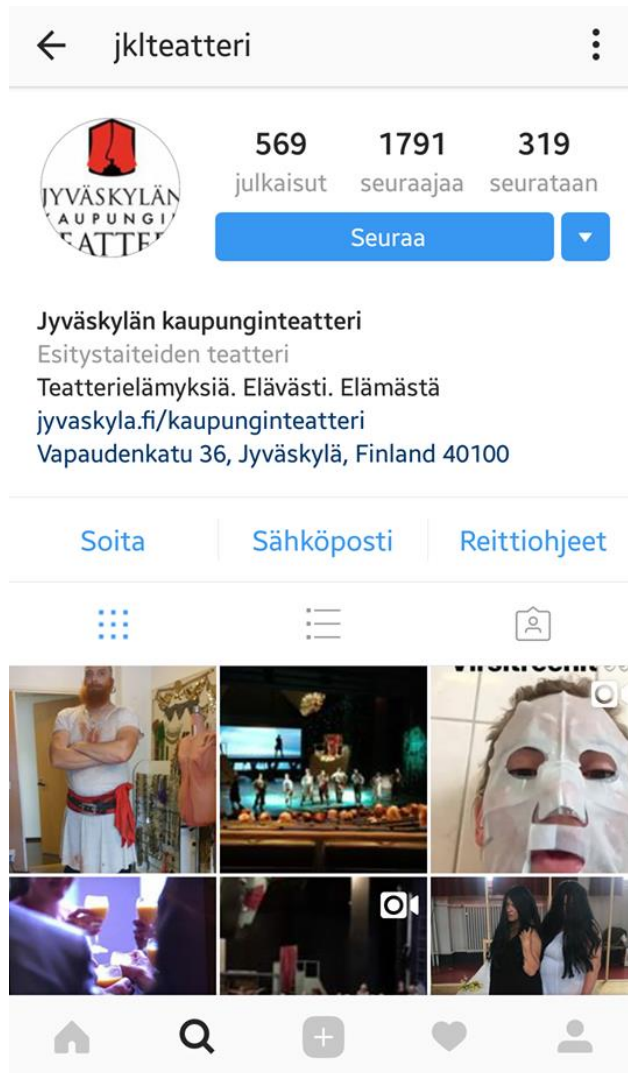 jklteatteri
569 1791 319
julkaisut seuraajaa seurataan
JYVÄSKYLÄN
KAUPUNGI
TEATTE
Seuraa
Jyväskylän kaupunginteatteri
Esitystaiteiden teatteri
Teatterielämyksiä. Elävästi. Elämästä
jyvaskyla.fi/kaupunginteatteri
Vapaudenkatu 36, Jyväskylä, Finland 40100
Soita Sähköposti Reittiohjeet